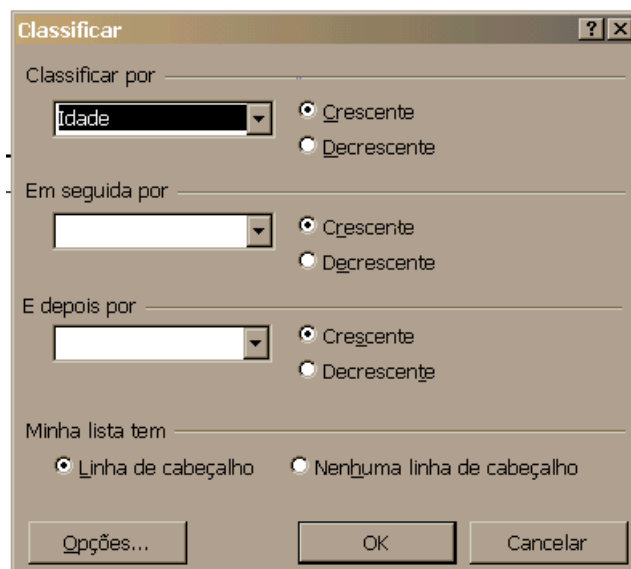 Classificar ? X
Classificar por
Idade
Crescente
Decrescente
Em seguida por
Crescente
Decrescente
E depois por
Crescente
Decrescente
Minha lista tem
Linha de cabeçalho Nenhuma linha de cabeçalho
Opções... OK Cancelar